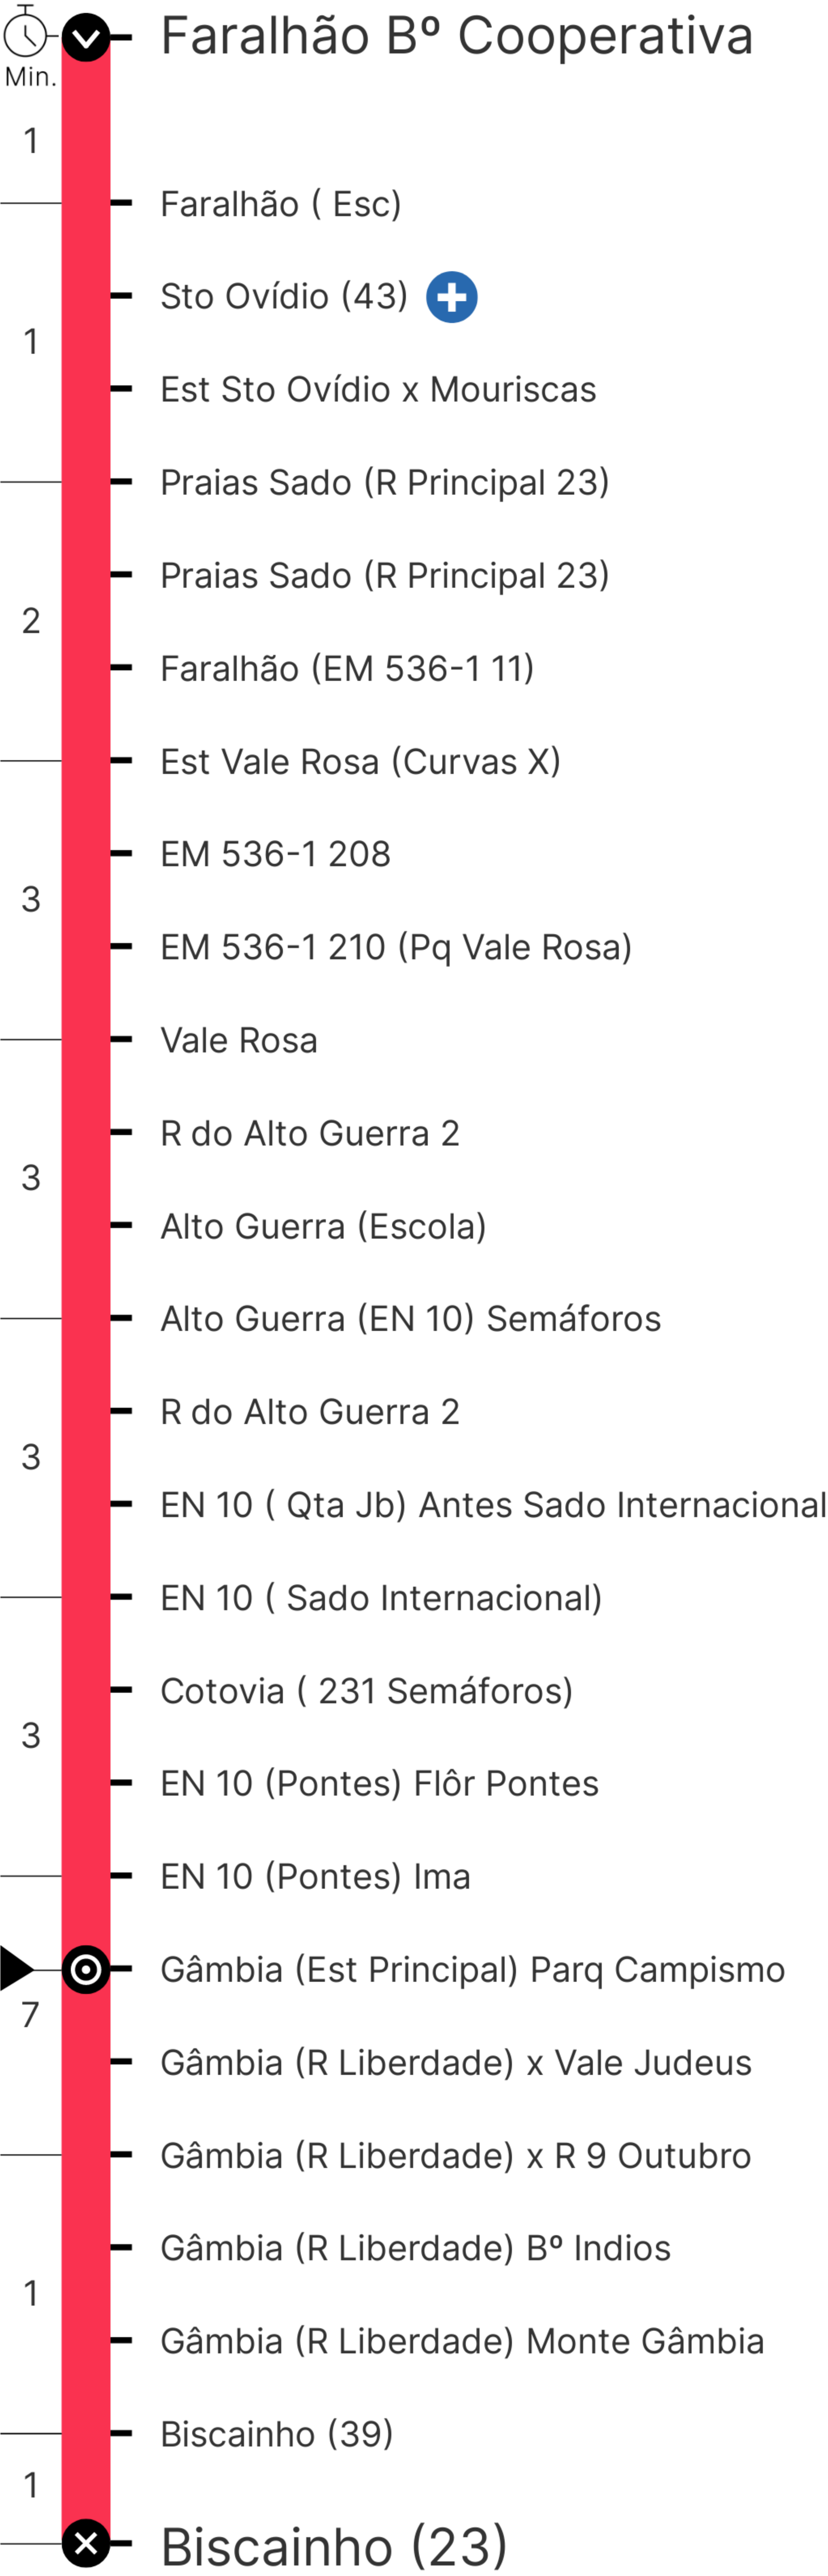 Faralhão Bº Cooperativa
Min.
1
Faralhão ( Esc)
Sto Ovídio (43)
1
Est Sto Ovídio x Mouriscas
Praias Sado (R Principal 23)
Praias Sado (R Principal 23)
2
Faralhão (EM 536-1 11)
Est Vale Rosa (Curvas X)
EM 536-1 208
3
EM 536-1 210 (Pq Vale Rosa)
Vale Rosa
R do Alto Guerra 2
3
Alto Guerra (Escola)
Alto Guerra (EN 10) Semáforos
R do Alto Guerra 2
3
EN 10 ( Qta Jb) Antes Sado Internacional
EN 10 ( Sado Internacional)
Cotovia ( 231 Semáforos)
3
EN 10 (Pontes) Flôr Pontes
EN 10 (Pontes) Ima
Gâmbia (Est Principal) Parq Campismo
7
Gâmbia (R Liberdade) x Vale Judeus
Gâmbia (R Liberdade) x R 9 Outubro
Gâmbia (R Liberdade) Bº Indios
1
Gâmbia (R Liberdade) Monte Gâmbia
Biscainho (39)
1
Biscainho (23)